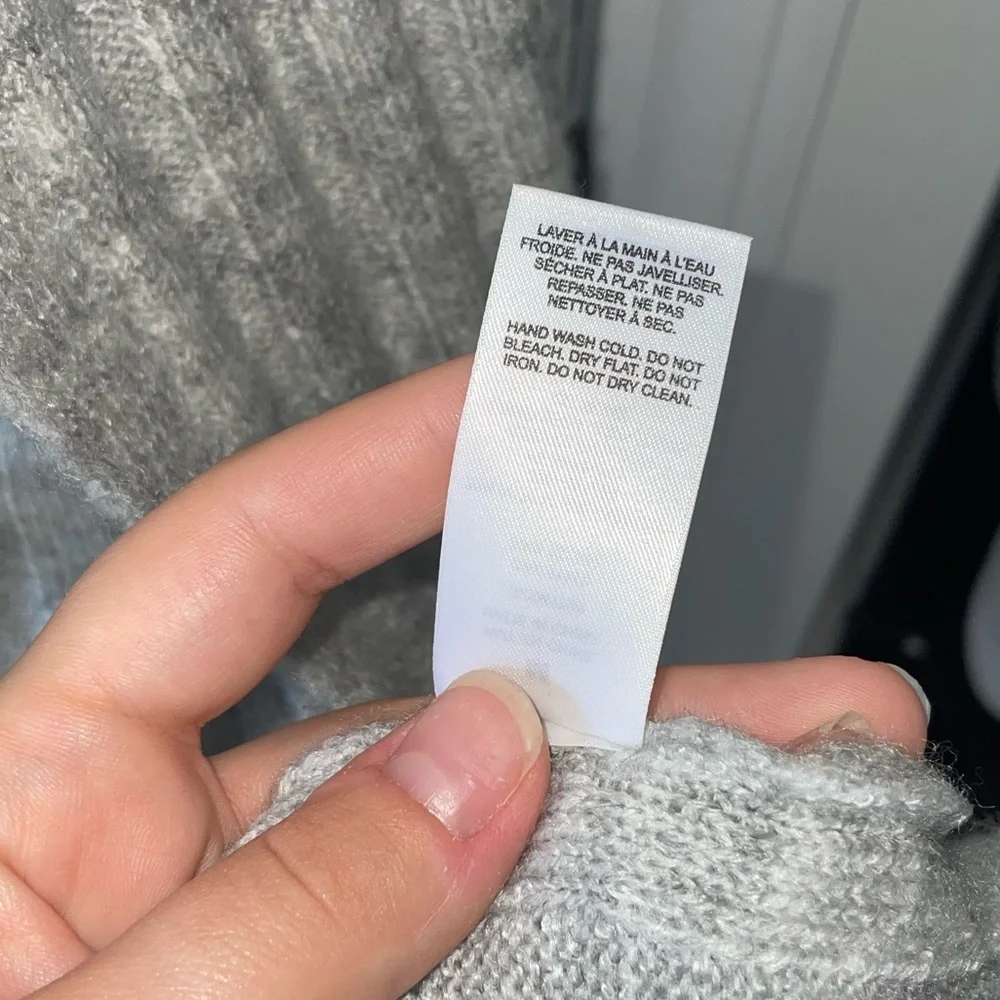 LAVER À LA MAIN À L'EAU
FROIDE. NE PAS JAVELLISER.
SÉCHER À PLAT. NE PAS
REPASSER. NE PAS
NETTOYER À SEC.
HAND WASH COLD. DO NOT
BLEACH. DRY FLAT. DO NOT
IRON. DO NOT DRY CLEAN.